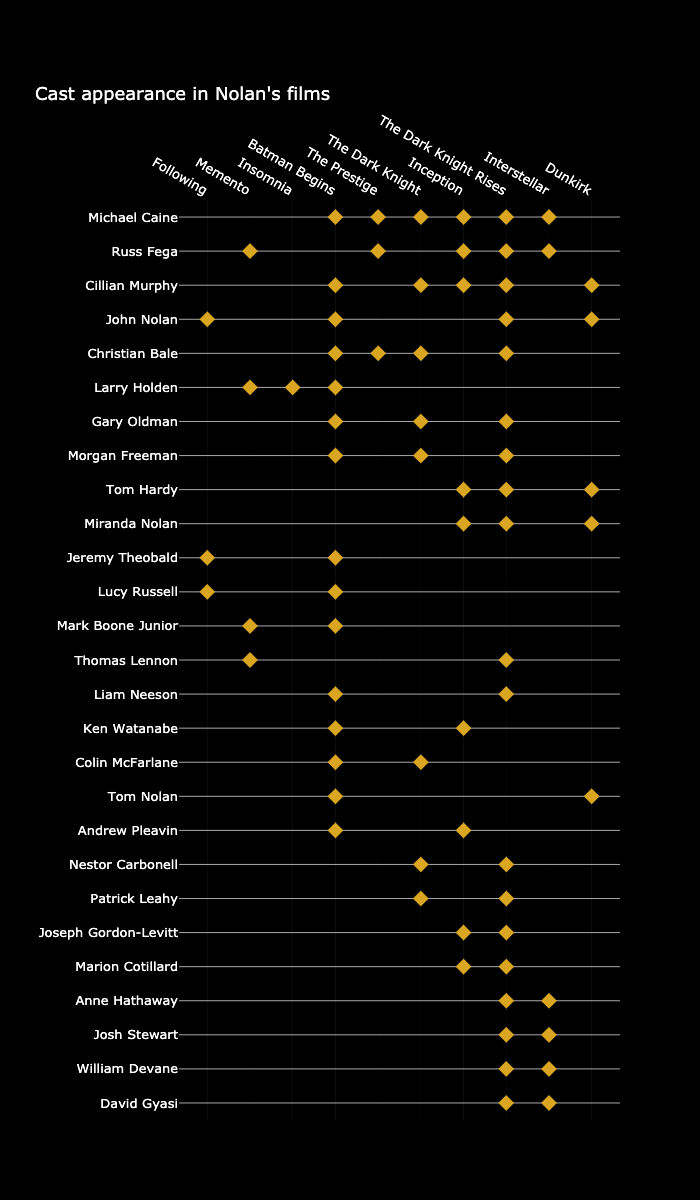 Cast appearance in Nolan's films
Following
Memento
Insomnia
Batman Begins
The Prestige
The Dark Knight
Inception
The Dark Knight Rises
Interstellar
Dunkirk
Michael Caine
Russ Fega
Cillian Murphy
John Nolan
Christian Bale
Larry Holden
Gary Oldman
Morgan Freeman
Tom Hardy
Miranda Nolan
Jeremy Theobald
Lucy Russell
Mark Boone Junior
Thomas Lennon
Liam Neeson
Ken Watanabe
Colin McFarlane
Tom Nolan
Andrew Pleavin
Nestor Carbonell
Patrick Leahy
Joseph Gordon-Levitt
Marion Cotillard
Anne Hathaway
Josh Stewart
William Devane
David Gyasi